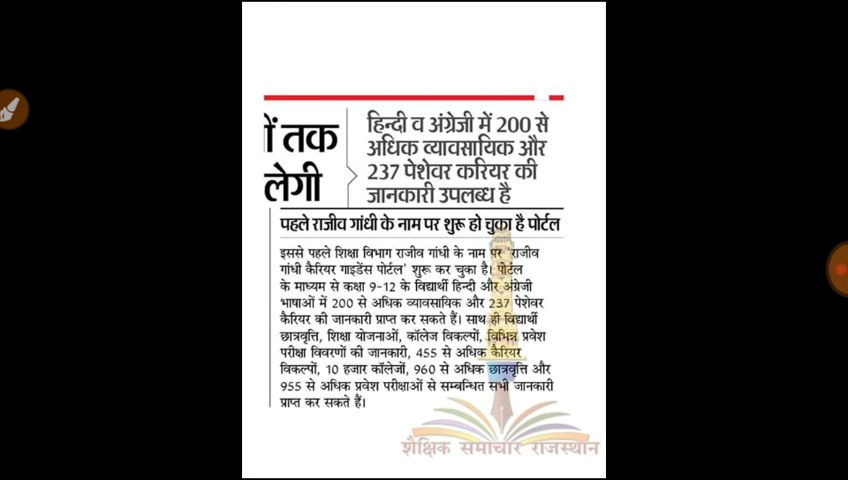 तक
लेगी
हिन्दी व अंग्रेजी में 200 से
अधिक व्यावसायिक और
237 पेशेवर करियर की
जानकारी उपलब्ध है
पहले राजीव गांधी के नाम पर शुरू हो चुका है पोर्टल
इससे पहले शिक्षा विभाग राजीव गांधी के नाम पर 'राजीव
गांधी कैरियर गाइडेंस पोर्टल' शुरू कर चुका है। पोर्टल
के माध्यम से कक्षा 9-12 के विद्यार्थी हिन्दी और अंग्रेजी
भाषाओं में 200 से अधिक व्यावसायिक और 237 पेशेवर
कैरियर की जानकारी प्राप्त कर सकते हैं। साथ ही विद्यार्थी
छात्रवृत्ति, शिक्षा योजनाओं, कॉलेज विकल्पों, विभिन्न प्रवेश
परीक्षा विवरणों की जानकारी, 455 से अधिक कैरियर
विकल्पों, 10 हजार कॉलेजों, 960 से अधिक छात्रवृत्ति और
955 से अधिक प्रवेश परीक्षाओं से सम्बन्धित सभी जानकारी
प्राप्त कर सकते हैं।
शैक्षिक समाचार राजस्थान